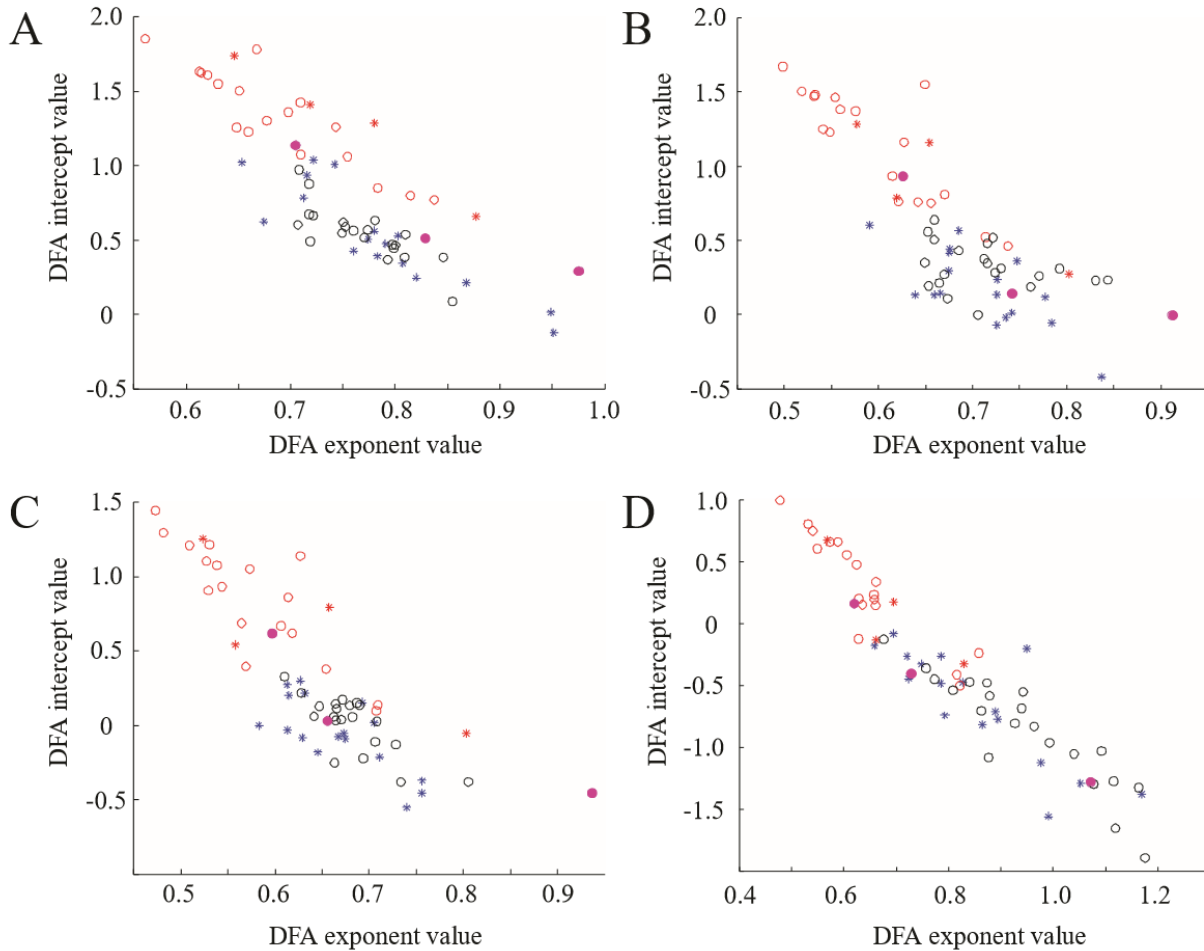 A
DFA intercept value
2.0
1.5
1.0
0.5
0
-0.5
0.6 0.7 0.8 0.9 1.0
DFA exponent value
B
DFA intercept value
2.0
1.5
1.0
0.5
0
-0.5
0.5 0.6 0.7 0.8 0.9
DFA exponent value
C
DFA intercept value
1.5
1.0
0.5
0
-0.5
0.5 0.6 0.7 0.8 0.9
DFA exponent value
D
DFA intercept value
1.0
0.5
0
-0.5
-1.0
-1.5
0.4 0.6 0.8 1.0 1.2
DFA exponent value